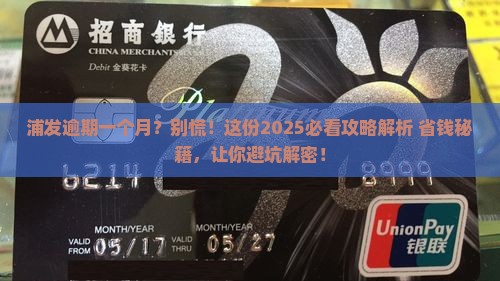 招商银行
CHINA MERCHANTS
Debit 金葵花卡
浦发逾期一个月？别慌！这份2025必看攻略解析 省钱秘
籍，让你避坑解密！
6214 8999
MONTH/YEAR MONTH/YEAR
VALID FROM 05/17 VALID THRU 05/27
UnionPay
银联